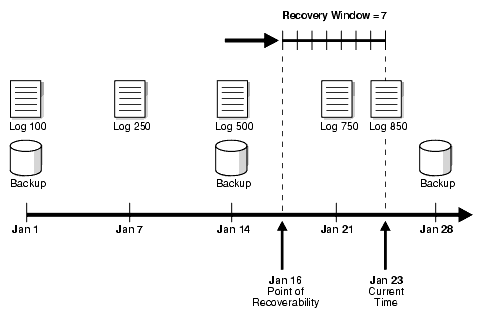 Recovery Window = 7
Log 100
Log 250
Log 500
Log 750
Log 850
Backup
Backup
Backup
Jan 1
Jan 7
Jan 14
Jan 21
Jan 28
Jan 16
Point of
Recoverability
Jan 23
Current
Time